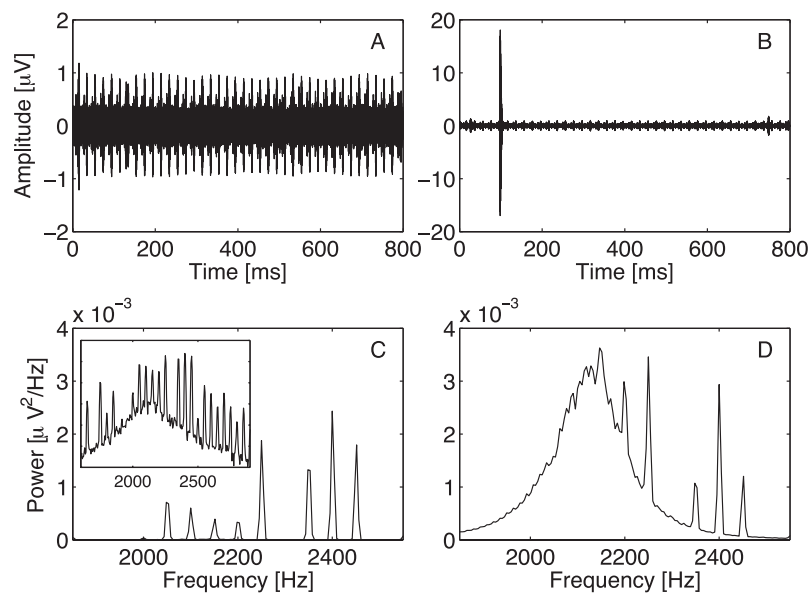 2
1
0
−1
−2
Amplitude [μV]
0 200 400 600 800
Time [ms]
A
20
10
0
−10
−20
0 200 400 600 800
Time [ms]
B
x 10⁻³
4
3
2
1
0
Power [μ V²/Hz]
2000 2200 2400
Frequency [Hz]
C
2000 2500
x 10⁻³
4
3
2
1
0
2000 2200 2400
Frequency [Hz]
D